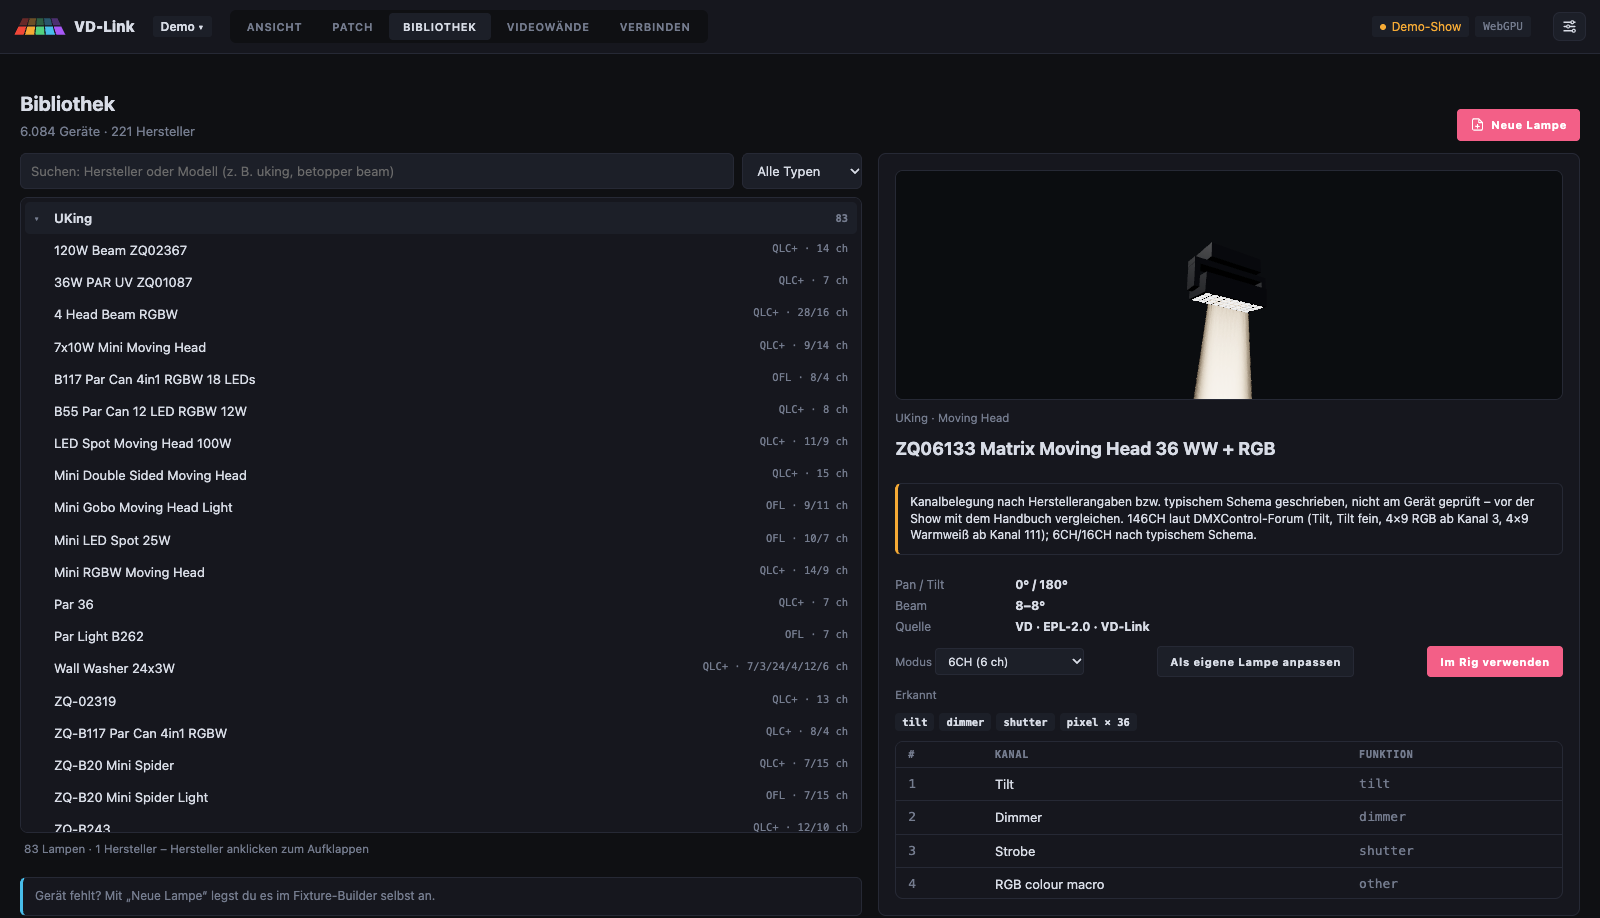 VD-Link
Demo ▾
ANSICHT
PATCH
BIBLIOTHEK
VIDEOWÄNDE
VERBINDEN
Demo-Show
WebGPU
Bibliothek
6.084 Geräte · 221 Hersteller
Neue Lampe
Suchen: Hersteller oder Modell (z. B. uking, betopper beam)
Alle Typen
UKing 83
120W Beam ZQ02367 QLC+ · 14 ch
36W PAR UV ZQ01087 QLC+ · 7 ch
4 Head Beam RGBW QLC+ · 28/16 ch
7x10W Mini Moving Head QLC+ · 9/14 ch
B117 Par Can 4in1 RGBW 18 LEDs OFL · 8/4 ch
B55 Par Can 12 LED RGBW 12W QLC+ · 8 ch
LED Spot Moving Head 100W QLC+ · 11/9 ch
Mini Double Sided Moving Head QLC+ · 15 ch
Mini Gobo Moving Head Light OFL · 9/11 ch
Mini LED Spot 25W OFL · 10/7 ch
Mini RGBW Moving Head QLC+ · 14/9 ch
Par 36 QLC+ · 7 ch
Par Light B262 OFL · 7 ch
Wall Washer 24x3W QLC+ · 7/3/24/4/12/6 ch
ZQ-02319 QLC+ · 13 ch
ZQ-B117 Par Can 4in1 RGBW QLC+ · 8/4 ch
ZQ-B20 Mini Spider QLC+ · 7/15 ch
ZQ-B20 Mini Spider Light OFL · 7/15 ch
ZQ-B243 QLC+ · 12/10 ch
83 Lampen · 1 Hersteller – Hersteller anklicken zum Aufklappen
Gerät fehlt? Mit „Neue Lampe“ legst du es im Fixture-Builder selbst an.
UKing · Moving Head
ZQ06133 Matrix Moving Head 36 WW + RGB
Kanalbelegung nach Herstellerangaben bzw. typischem Schema geschrieben, nicht am Gerät geprüft – vor der
Show mit dem Handbuch vergleichen. 146CH laut DMXControl-Forum (Tilt, Tilt fein, 4×9 RGB ab Kanal 3, 4×9
Warmweiß ab Kanal 111); 6CH/16CH nach typischem Schema.
Pan / Tilt 0° / 180°
Beam 8–8°
Quelle VD · EPL-2.0 · VD-Link
Modus 6CH (6 ch)
Als eigene Lampe anpassen
Im Rig verwenden
Erkannt
tilt dimmer shutter pixel × 36
# KANAL FUNKTION
1 Tilt tilt
2 Dimmer dimmer
3 Strobe shutter
4 RGB colour macro other